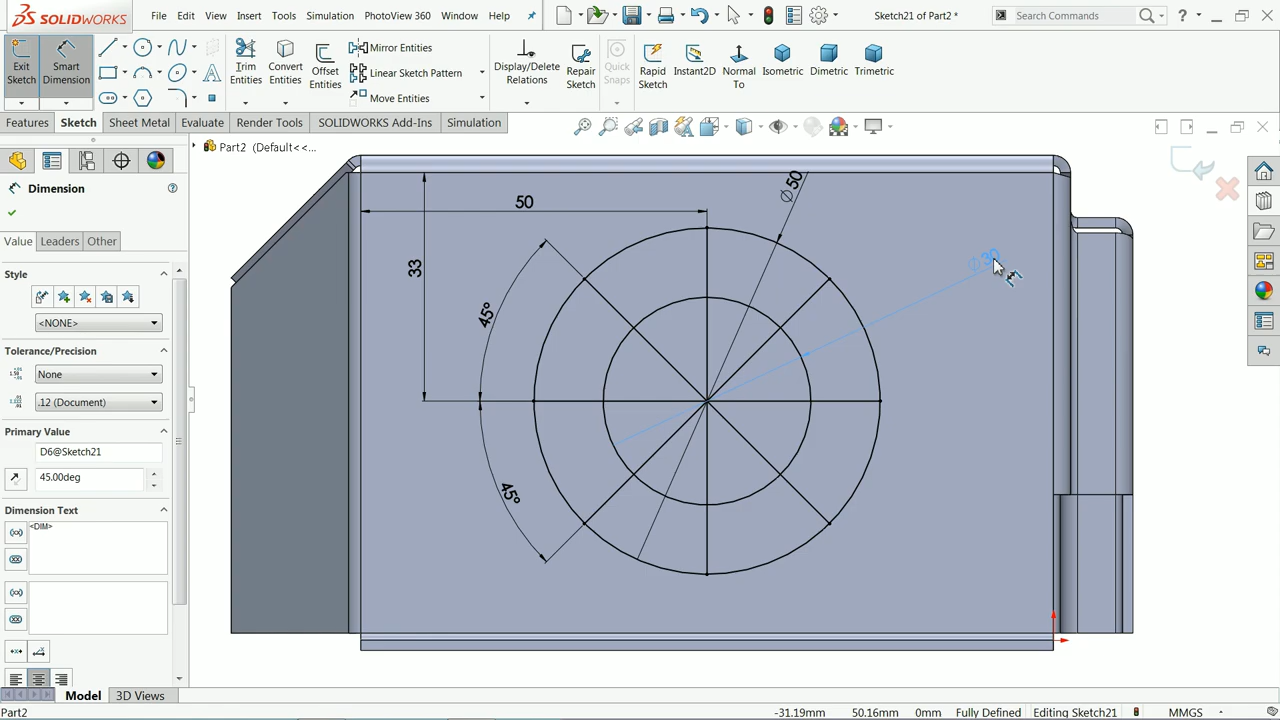 SOLIDWORKS
File Edit View Insert Tools Simulation PhotoView 360 Window Help
Sketch21 of Part2 *
Search Commands
?
Exit Sketch
Smart Dimension
Trim Entities
Convert Entities
Offset Entities
Mirror Entities
Linear Sketch Pattern
Move Entities
Display/Delete Relations
Repair Sketch
Quick Snaps
Rapid Sketch
Instant2D
Normal To
Isometric
Dimetric
Trimetric
Features Sketch Sheet Metal Evaluate Render Tools SOLIDWORKS Add-Ins Simulation
Part2 (Default<<...
Dimension
Value Leaders Other
Style
<NONE>
Tolerance/Precision
None
.12 (Document)
Primary Value
D6@Sketch21
45.00deg
Dimension Text
<DIM>
50
33
45°
45°
Ø50
Ø30
Model 3D Views
Part2
-31.19mm 50.16mm 0mm Fully Defined Editing Sketch21 MMGS